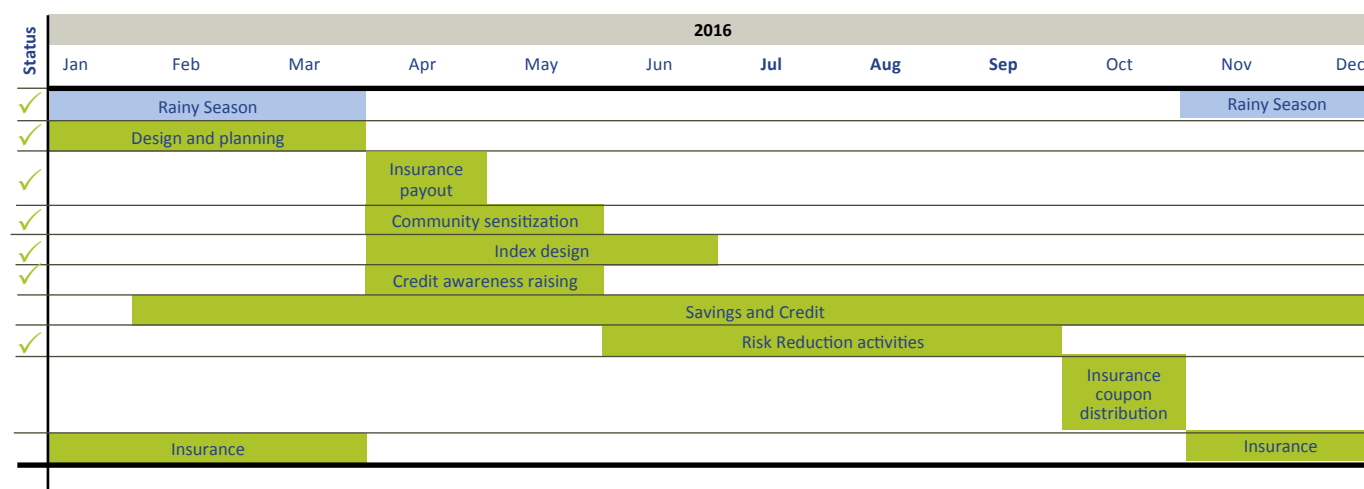 2016
Status
Jan Feb Mar Apr May Jun Jul Aug Sep Oct Nov Dec
Rainy Season Rainy Season
Design and planning
Insurance
payout
Community sensitization
Index design
Credit awareness raising
Savings and Credit
Risk Reduction activities
Insurance
coupon
distribution
Insurance Insurance